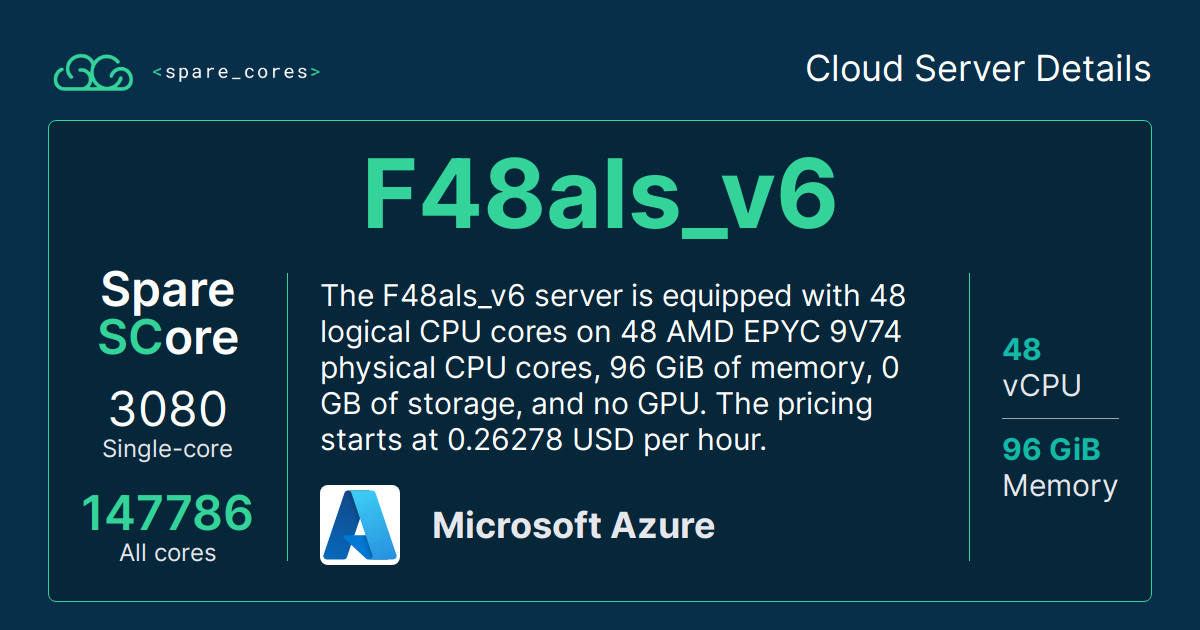 <spare_cores>
Cloud Server Details
F48als_v6
Spare
SCore
3080
Single-core
147786
All cores
The F48als_v6 server is equipped with 48
logical CPU cores on 48 AMD EPYC 9V74
physical CPU cores, 96 GiB of memory, 0
GB of storage, and no GPU. The pricing
starts at 0.26278 USD per hour.
Microsoft Azure
48
vCPU
96 GiB
Memory